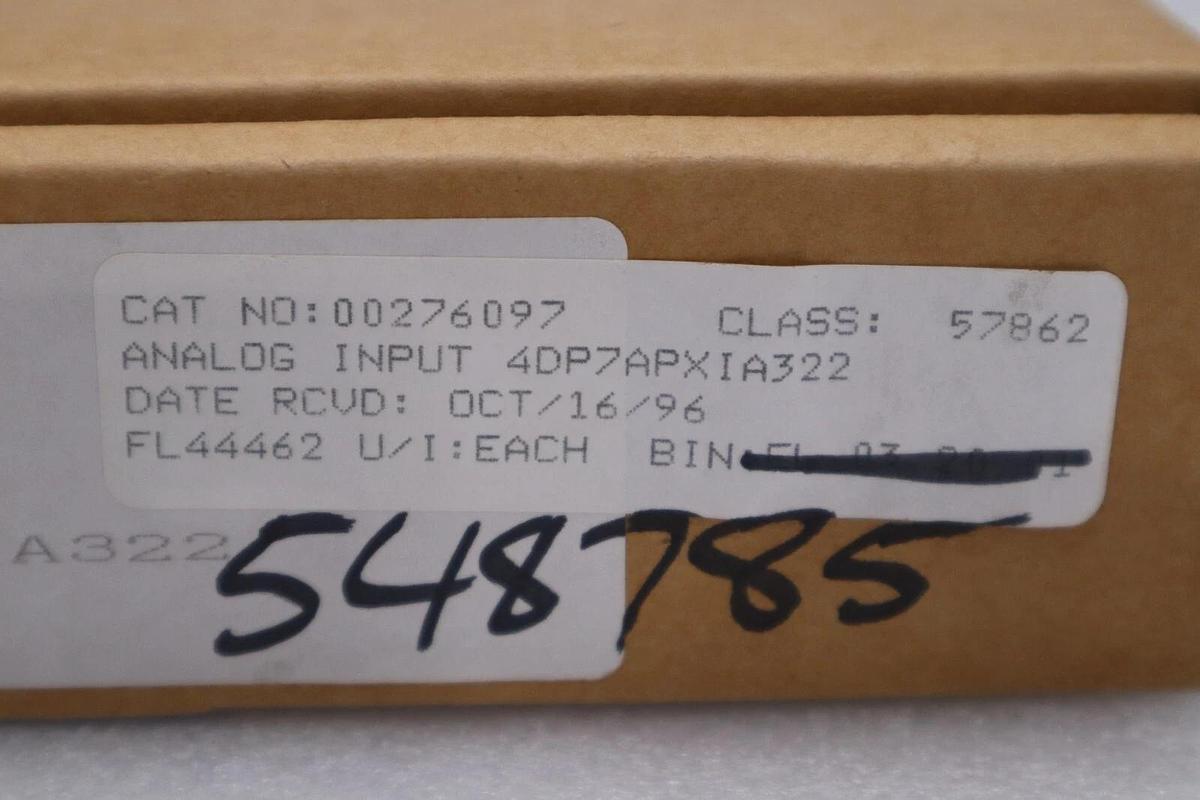 CAT NO:00276097 CLASS: 57862
ANALOG INPUT 4DP7APXIA322
DATE RCVD: OCT/16/96
FL44462 U/I:EACH BIN
A322
548785